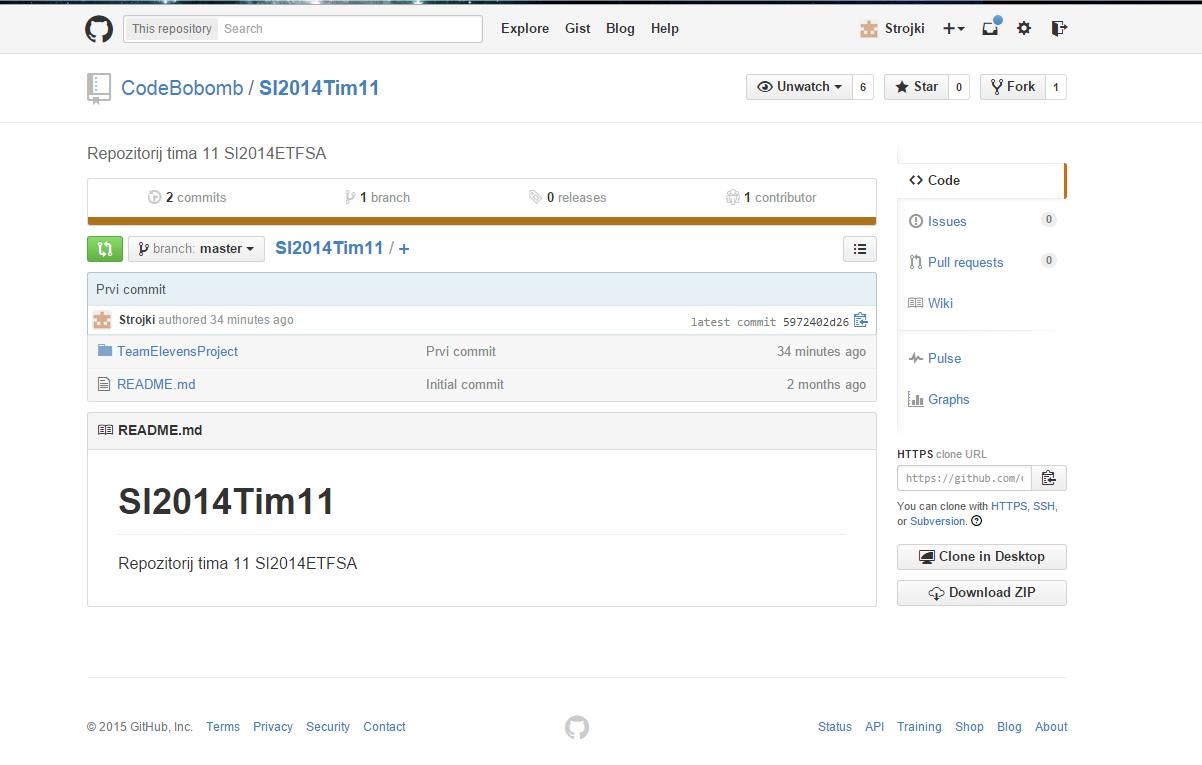 This repository Search Explore Gist Blog Help Strojki
CodeBobomb / SI2014Tim11 Unwatch 6 Star 0 Fork 1
Repozitorij tima 11 SI2014ETFSA
2 commits 1 branch 0 releases 1 contributor
branch: master SI2014Tim11 / +
Prvi commit
Strojki authored 34 minutes ago latest commit 5972402d26
TeamElevensProject Prvi commit 34 minutes ago
README.md Initial commit 2 months ago
README.md
SI2014Tim11
Repozitorij tima 11 SI2014ETFSA
Code
Issues 0
Pull requests 0
Wiki
Pulse
Graphs
HTTPS clone URL
https://github.com/
You can clone with HTTPS, SSH,
or Subversion.
Clone in Desktop
Download ZIP
© 2015 GitHub, Inc. Terms Privacy Security Contact Status API Training Shop Blog About